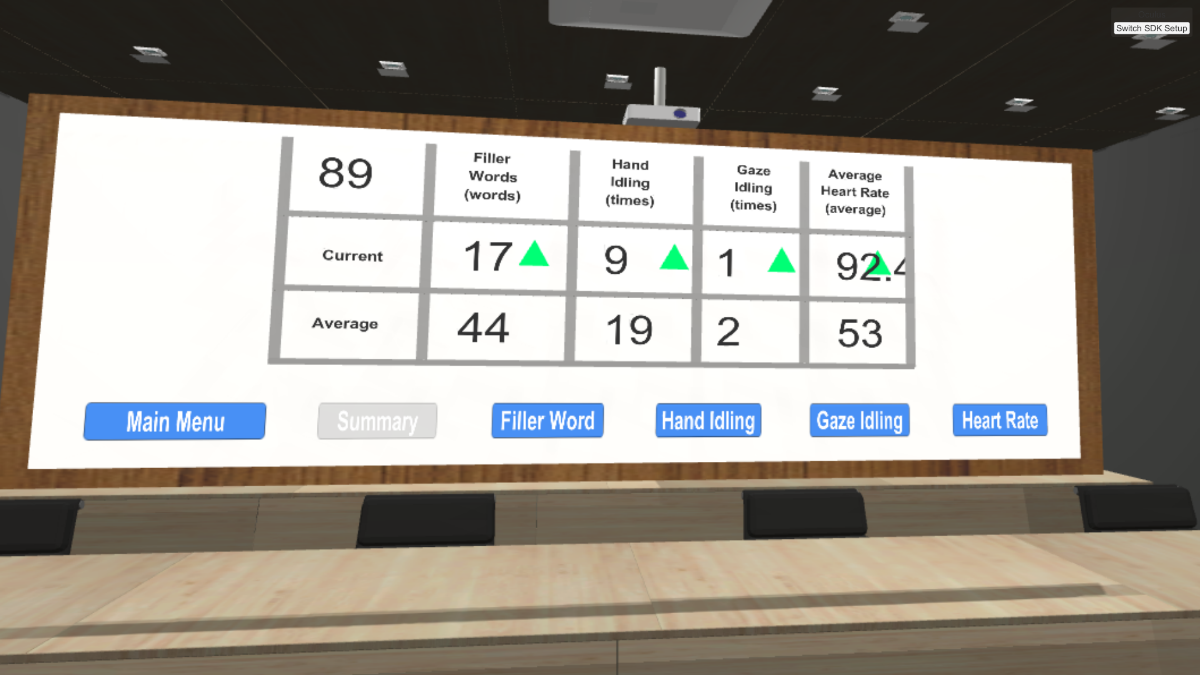 Switch SDK Setup
89
Filler
Words
(words)
Hand
Idling
(times)
Gaze
Idling
(times)
Average
Heart Rate
(average)
Current
17
9
1
92.4
Average
44
19
2
53
Main Menu
Summary
Filler Word
Hand Idling
Gaze Idling
Heart Rate